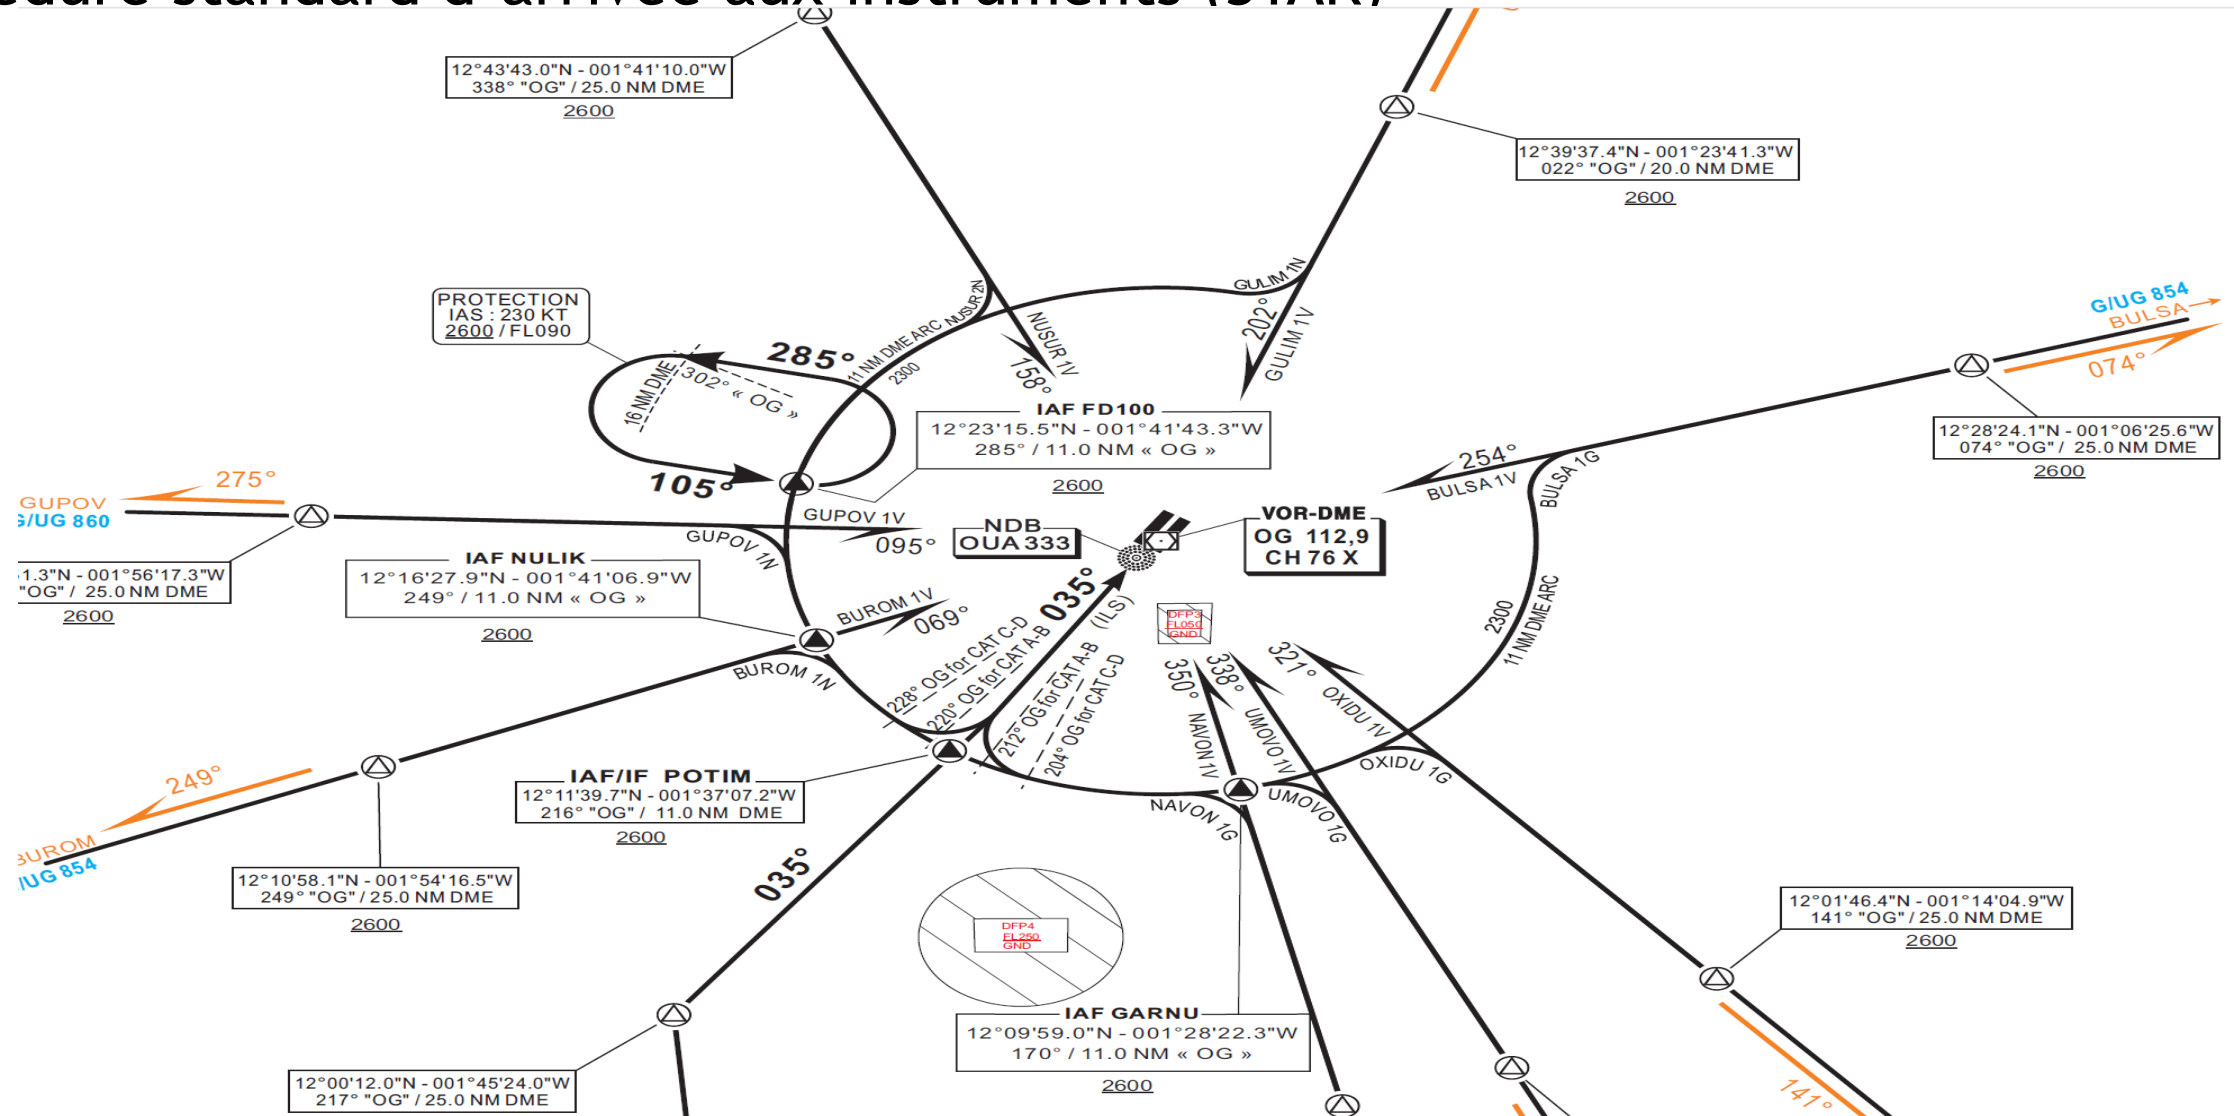 12°43'43.0"N - 001°41'10.0"W
338° "OG" / 25.0 NM DME
2600
12°39'37.4"N - 001°23'41.3"W
022° "OG" / 20.0 NM DME
2600
PROTECTION
IAS : 230 KT
2600 / FL090
285°
302° « OG »
16 NM DME
105°
11 NM DME ARC
2300
NUSUR 2N
NUSUR 1V
158°
GULIM 1N
202°
GULIM 1V
G/UG 854
BULSA
074°
12°28'24.1"N - 001°06'25.6"W
074° "OG" / 25.0 NM DME
2600
254°
BULSA 1V
BULSA 1G
IAF FD100
12°23'15.5"N - 001°41'43.3"W
285° / 11.0 NM « OG »
2600
275°
GUPOV
G/UG 860
GUPOV 1V
095°
GUPOV 1N
1.3"N - 001°56'17.3"W
"OG" / 25.0 NM DME
2600
NDB
OUA 333
VOR-DME
OG 112,9
CH 76 X
IAF NULIK
12°16'27.9"N - 001°41'06.9"W
249° / 11.0 NM « OG »
2600
BUROM 1V
069°
BUROM 1N
035°
(ILS)
228° OG for CAT C-D
220° OG for CAT A-B
212° OG for CAT A-B
204° OG for CAT C-D
DFP3
FL050
GND
2300
11 NM DME ARC
350°
NAVON 1V
338°
UMOVO 1V
321°
OXIDU 1V
OXIDU 1G
UMOVO 1G
NAVON 1G
IAF/IF POTIM
12°11'39.7"N - 001°37'07.2"W
216° "OG" / 11.0 NM DME
2600
249°
BUROM
/UG 854
12°10'58.1"N - 001°54'16.5"W
249° "OG" / 25.0 NM DME
2600
035°
DFP4
FL250
GND
12°01'46.4"N - 001°14'04.9"W
141° "OG" / 25.0 NM DME
2600
IAF GARNU
12°09'59.0"N - 001°28'22.3"W
170° / 11.0 NM « OG »
2600
12°00'12.0"N - 001°45'24.0"W
217° "OG" / 25.0 NM DME
141°